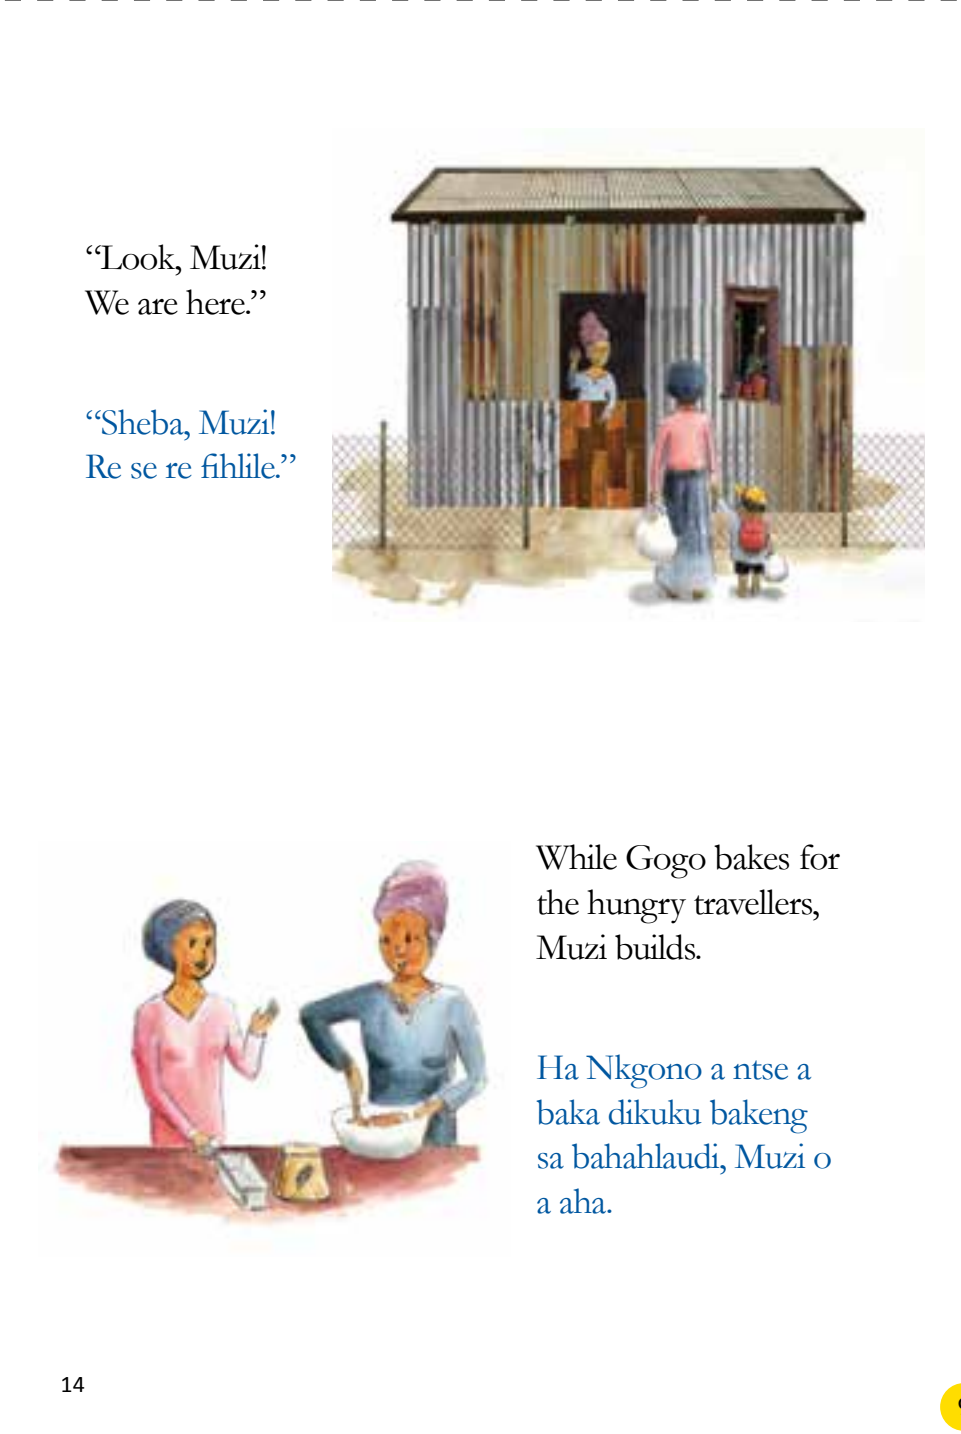 “Look, Muzi!
We are here.”
“Sheba, Muzi!
Re se re fihlile.”
While Gogo bakes for
the hungry travellers,
Muzi builds.
Ha Nkgono a ntse a
baka dikuku bakeng
sa bahahlaudi, Muzi o
a aha.
14